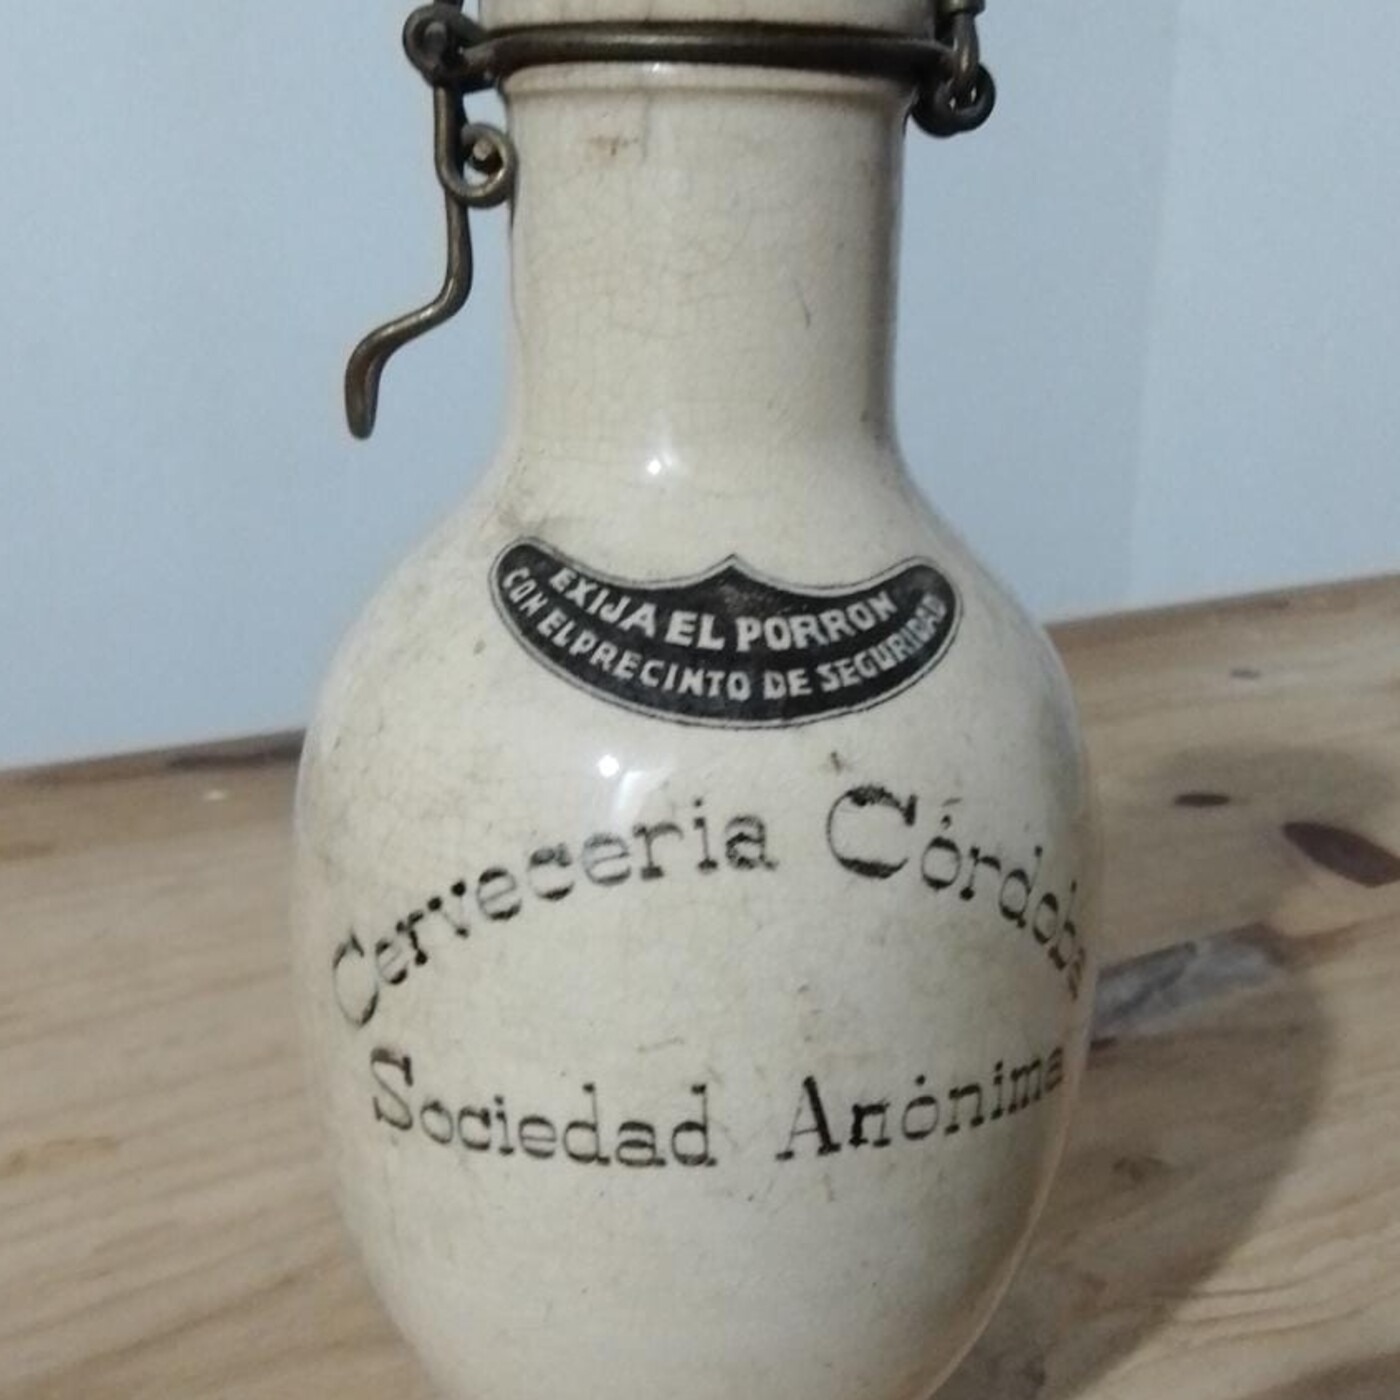 EXIJA EL PORRON
CON EL PRECINTO DE SEGURIDAD
Cerveceria Córdoba
Sociedad Anónima